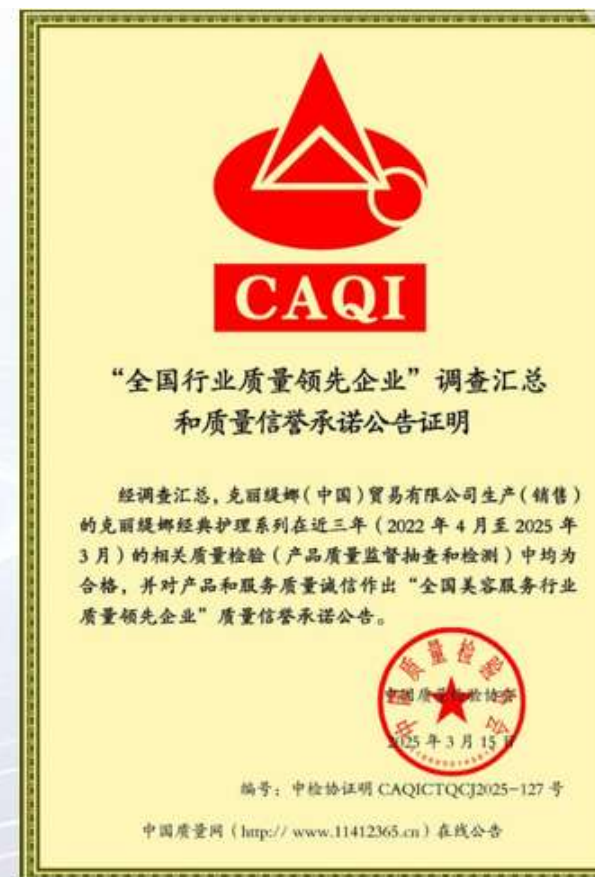 CAQI
“全国行业质量领先企业”调查汇总
和质量信誉承诺公告证明
经调查汇总，克丽缇娜（中国）贸易有限公司生产（销售）
的克丽缇娜经典护理系列在近三年（2022 年 4 月至 2025 年
3 月）的相关质量检验（产品质量监督抽查和检测）中均为
合格，并对产品和服务质量诚信作出“全国美容服务行业
质量领先企业”质量信誉承诺公告。
中国质量检验协会
2025 年 3 月 15 日
编号：中检协证明 CAQICTQCJ2025-127 号
中国质量网（http:// www.11412365.cn）在线公告